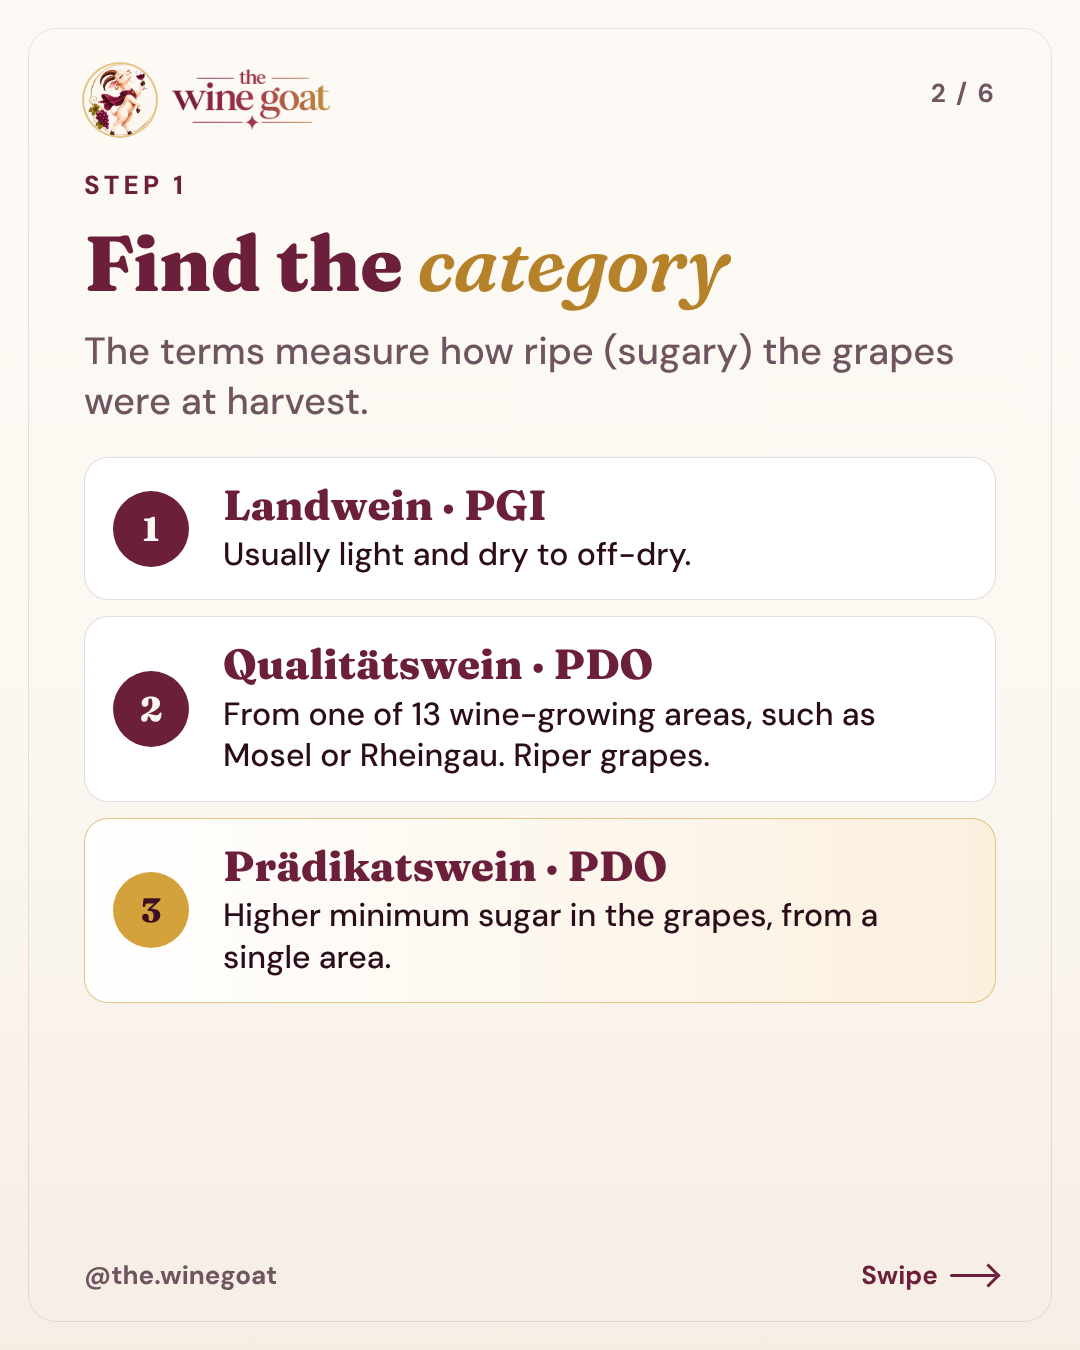 the
wine goat
2 / 6
STEP 1
Find the category
The terms measure how ripe (sugary) the grapes
were at harvest.
1
Landwein · PGI
Usually light and dry to off-dry.
2
Qualitätswein · PDO
From one of 13 wine-growing areas, such as
Mosel or Rheingau. Riper grapes.
3
Prädikatswein · PDO
Higher minimum sugar in the grapes, from a
single area.
@the.winegoat
Swipe